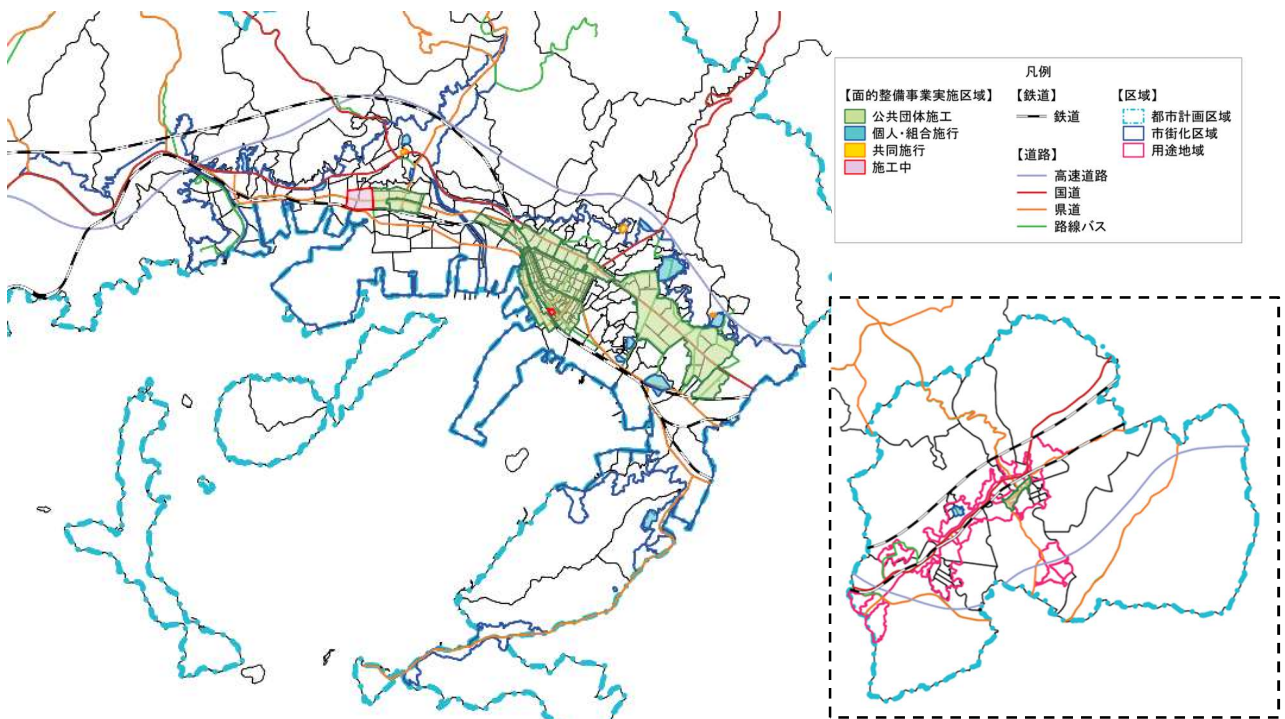 凡例
【面的整備事業実施区域】
公共団体施工
個人・組合施行
共同施行
施工中
【鉄道】
鉄道
【道路】
高速道路
国道
県道
路線バス
【区域】
都市計画区域
市街化区域
用途地域